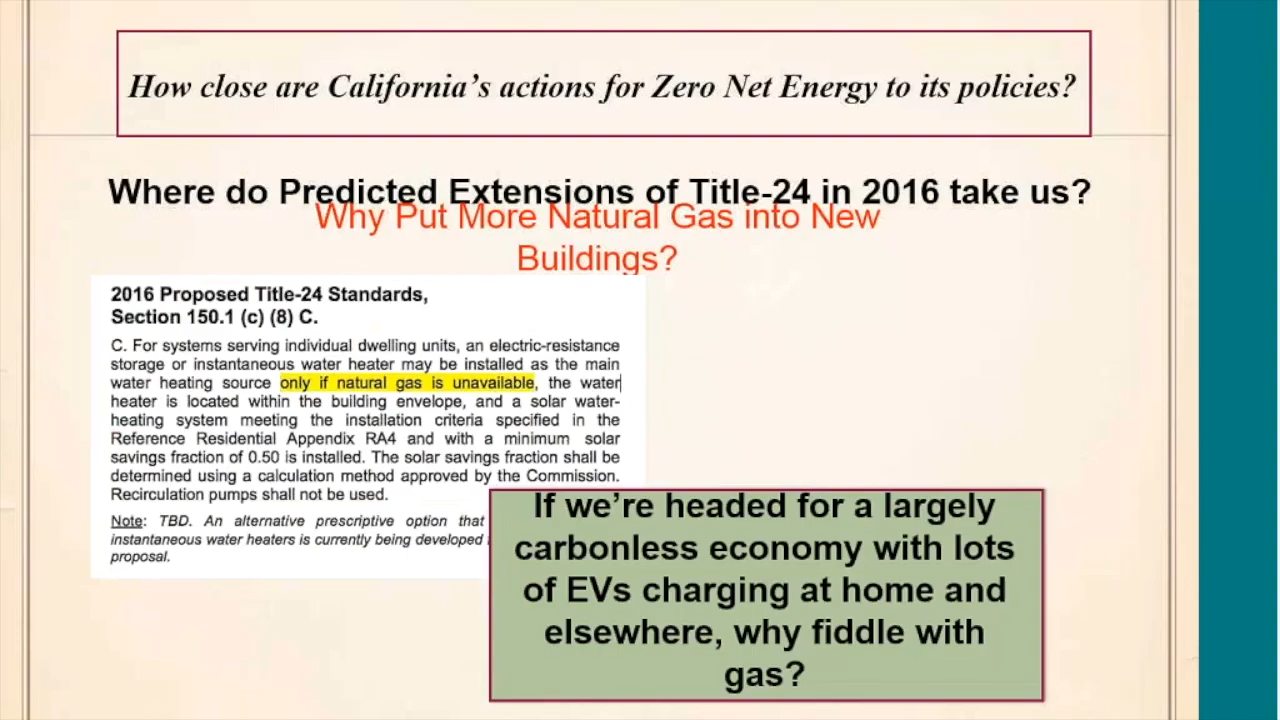 How close are California's actions for Zero Net Energy to its policies?
Where do Predicted Extensions of Title-24 in 2016 take us?
Why Put More Natural Gas into New
Buildings?
2016 Proposed Title-24 Standards,
Section 150.1 (c) (8) C.
C. For systems serving individual dwelling units, an electric-resistance
storage or instantaneous water heater may be installed as the main
water heating source only if natural gas is unavailable, the water
heater is located within the building envelope, and a solar water-
heating system meeting the installation criteria specified in the
Reference Residential Appendix RA4 and with a minimum solar
savings fraction of 0.50 is installed. The solar savings fraction shall be
determined using a calculation method approved by the Commission.
Recirculation pumps shall not be used.
Note: TBD. An alternative prescriptive option that
instantaneous water heaters is currently being developed
proposal.
If we're headed for a largely
carbonless economy with lots
of EVs charging at home and
elsewhere, why fiddle with
gas?